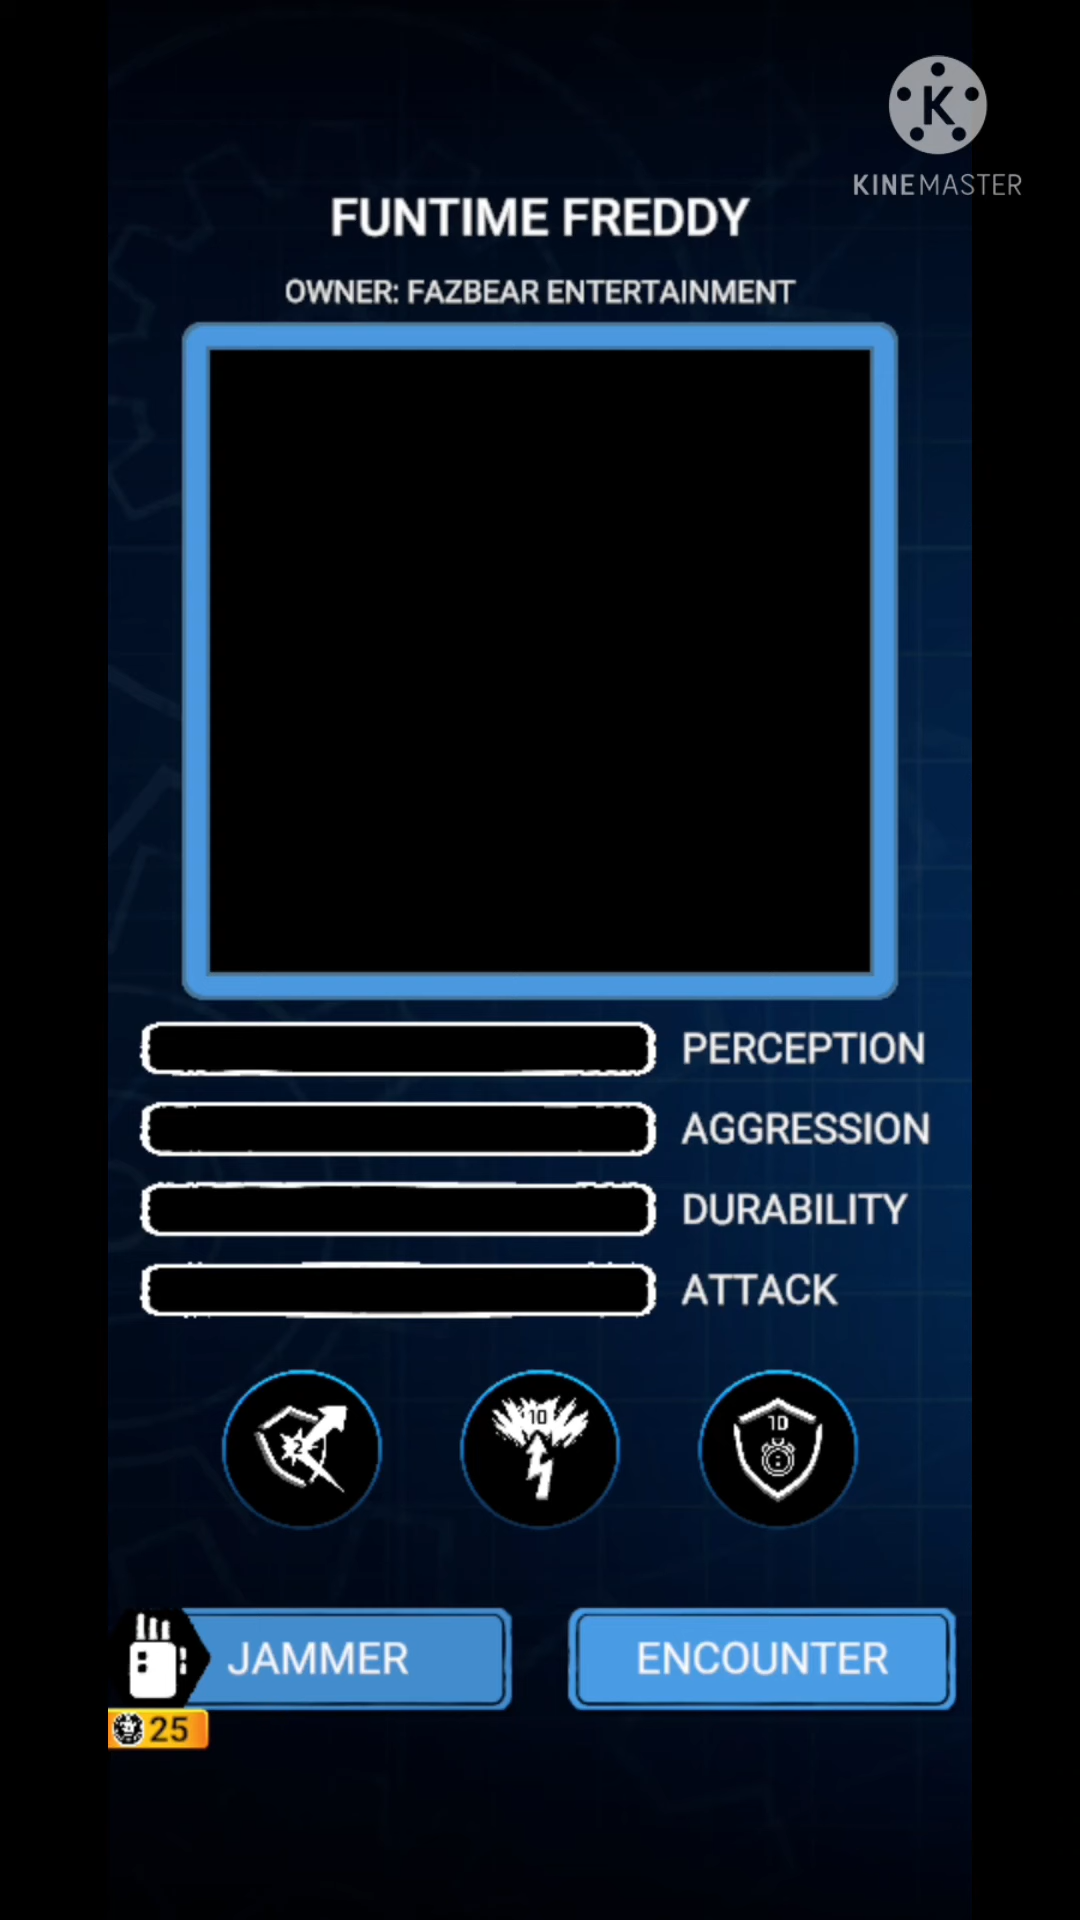 K
KINEMASTER
FUNTIME FREDDY
OWNER: FAZBEAR ENTERTAINMENT
PERCEPTION
AGGRESSION
DURABILITY
ATTACK
2
10
10
JAMMER
ENCOUNTER
25